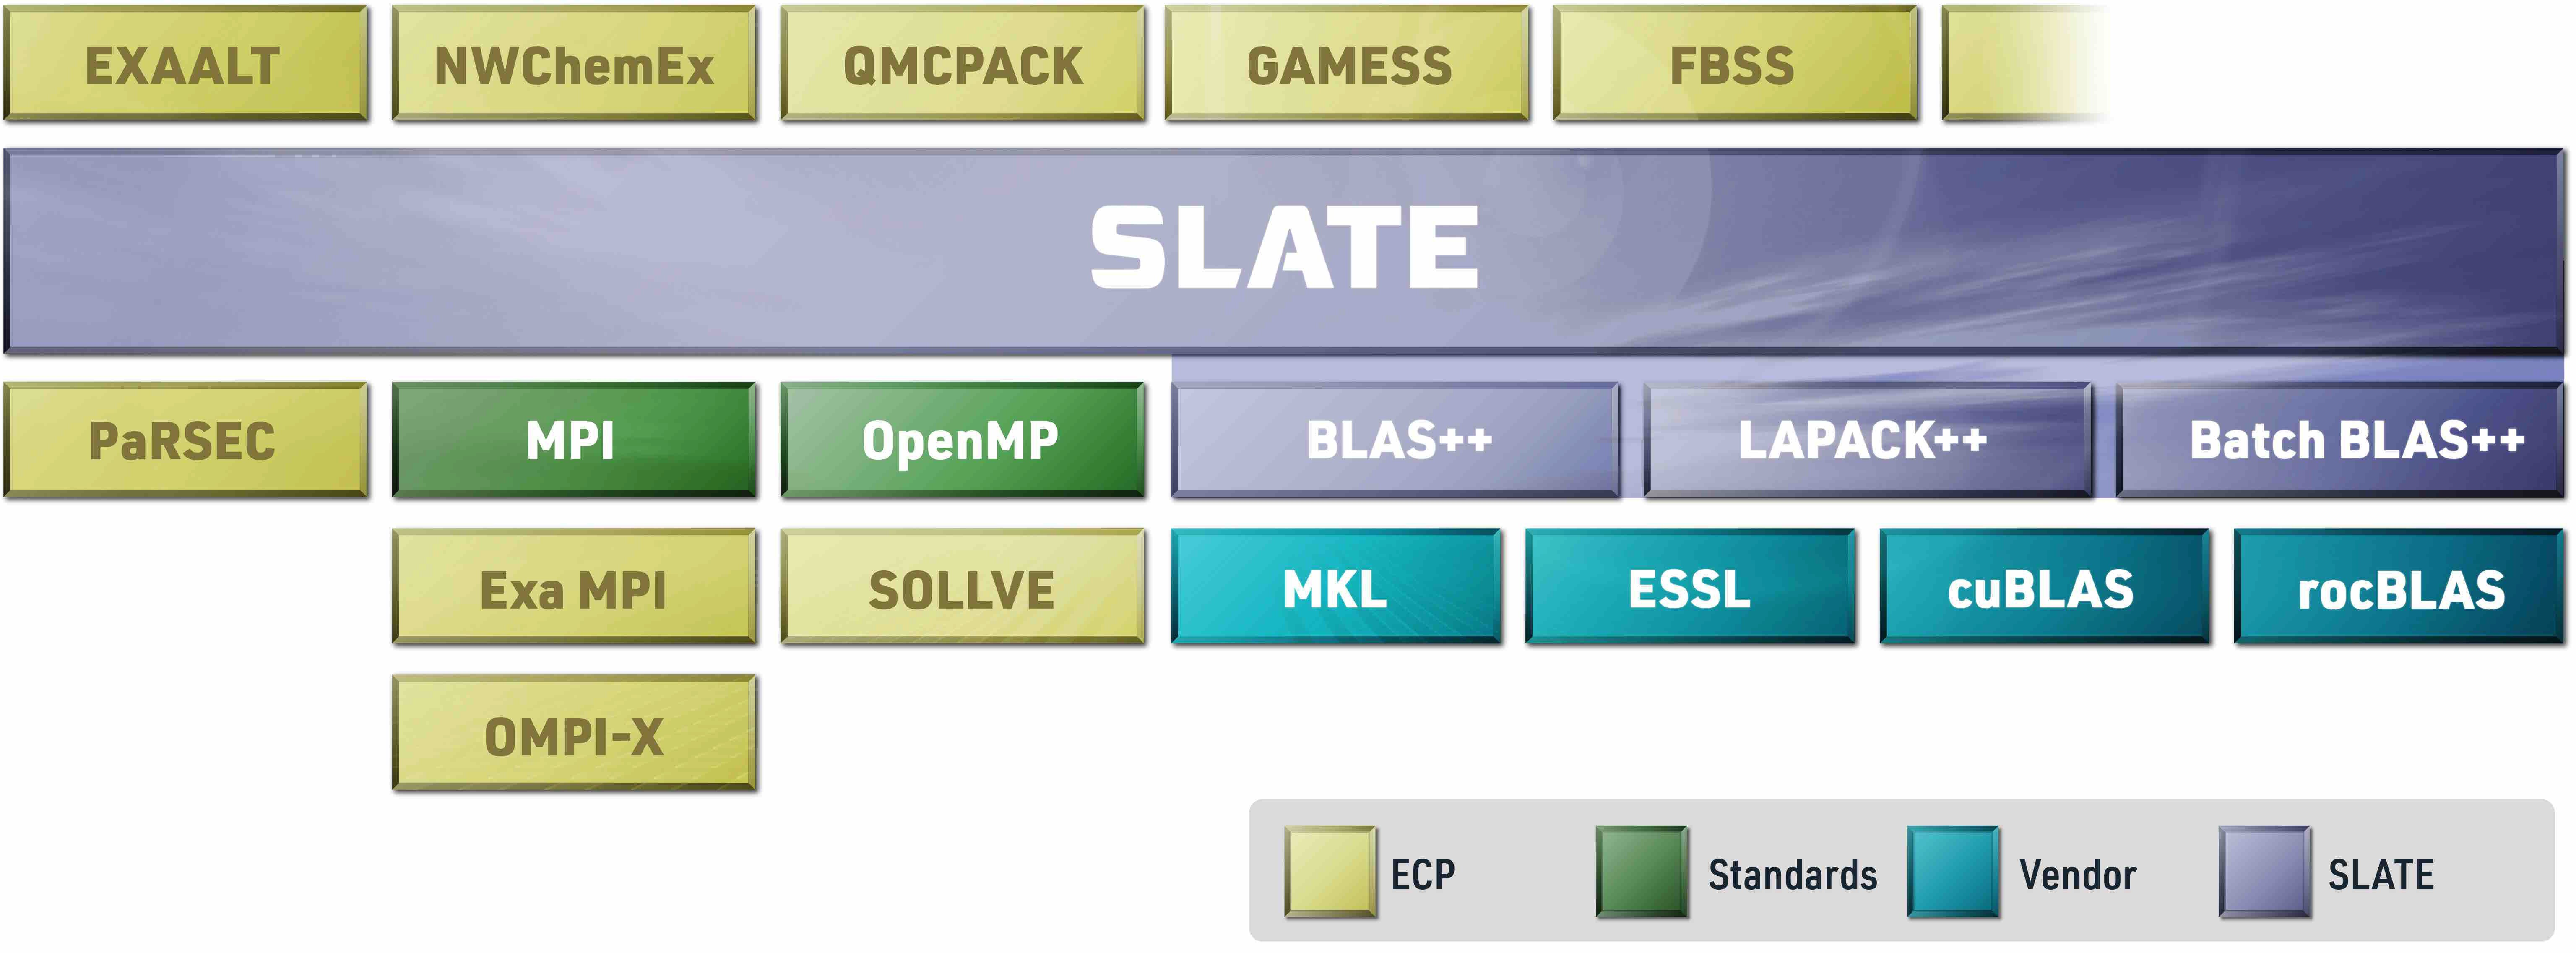 EXAALT
NWChemEx
QMCPACK
GAMESS
FBSS
SLATE
PaRSEC
MPI
OpenMP
BLAS++
LAPACK++
Batch BLAS++
Exa MPI
SOLLVE
MKL
ESSL
cuBLAS
rocBLAS
OMPI-X
ECP
Standards
Vendor
SLATE